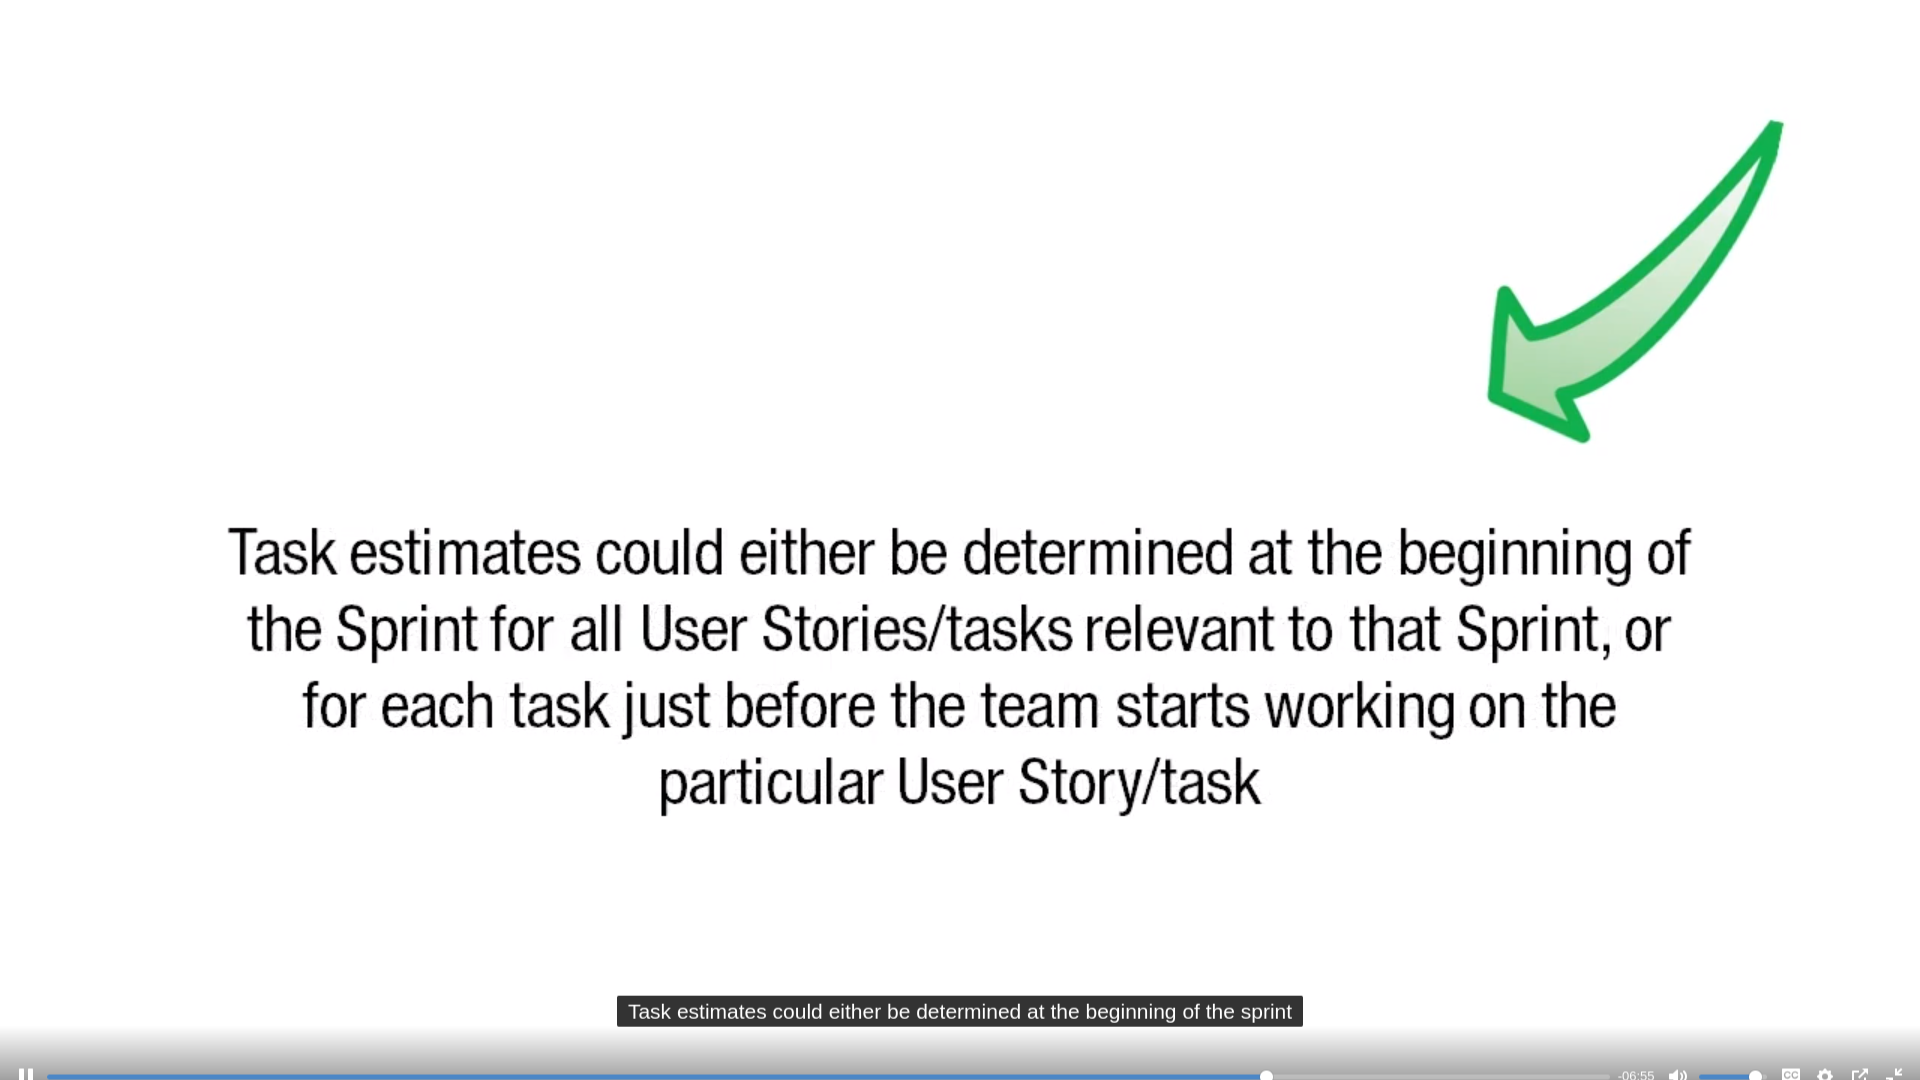 Task estimates could either be determined at the beginning of
the Sprint for all User Stories/tasks relevant to that Sprint, or
for each task just before the team starts working on the
particular User Story/task
Task estimates could either be determined at the beginning of the sprint
-06:55
CC